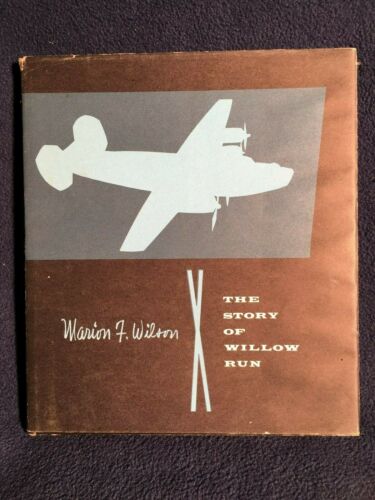 Marion F. Wilson
THE
STORY
OF
WILLOW
RUN